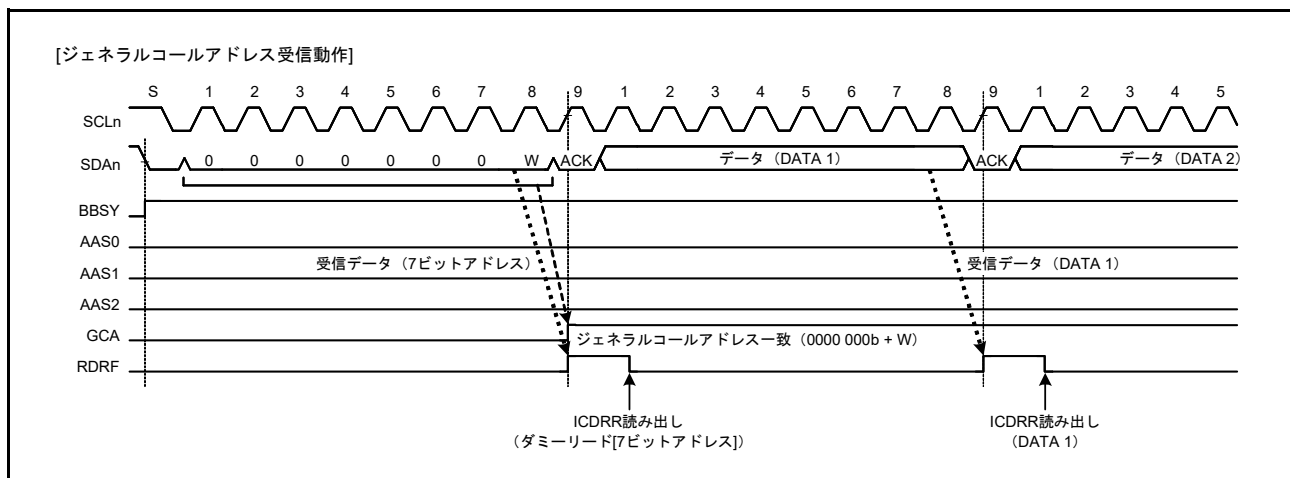 [ジェネラルコールアドレス受信動作]
S 1 2 3 4 5 6 7 8 9 1 2 3 4 5 6 7 8 9 1 2 3 4 5
SCLn
SDAn 0 0 0 0 0 0 0 W ACK データ（DATA 1） ACK データ（DATA 2）
BBSY
AAS0
受信データ（7ビットアドレス） 受信データ（DATA 1）
AAS1
AAS2
GCA ジェネラルコールアドレス一致（0000 000b + W）
RDRF
ICDRR読み出し ICDRR読み出し
（ダミーリード[7ビットアドレス]） (DATA 1)